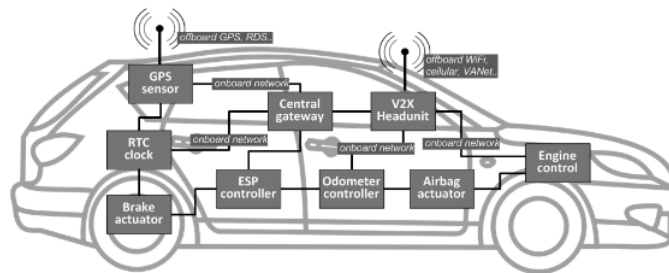 offboard GPS, RDS..
offboard WiFi,
cellular, VANet..
GPS
sensor
onboard network
Central
gateway
V2X
Headunit
RTC
clock
onboard network
onboard network
onboard network
Engine
control
ESP
controller
Odometer
controller
Airbag
actuator
Brake
actuator